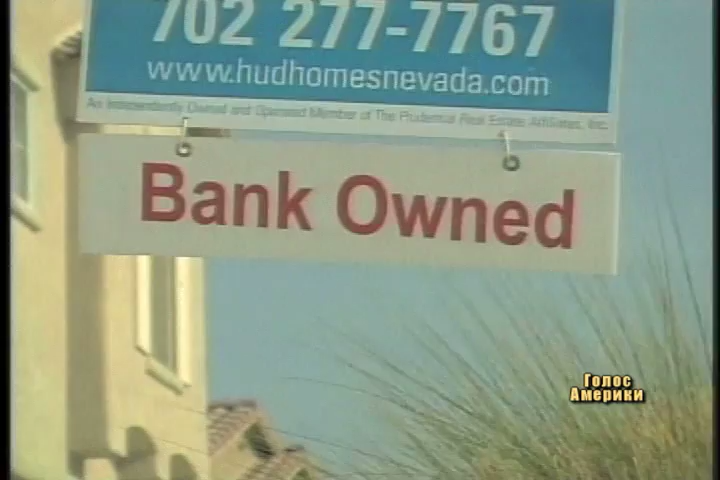 702 277-7767
www.hudhomesnevada.com
An Independently Owned and Operated Member of The Prudential Real Estate Affiliates, Inc.
Bank Owned
Голос
Америки